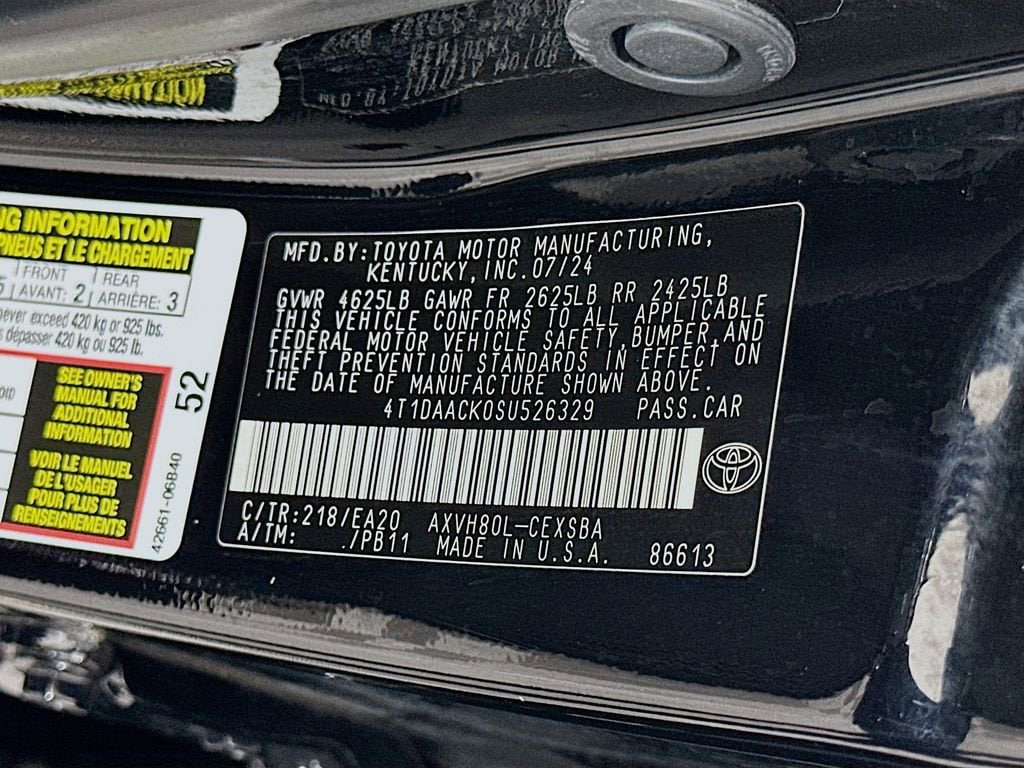 NG INFORMATION
PNEUS ET LE CHARGEMENT
5 FRONT REAR
AVANT: 2 ARRIÈRE: 3
never exceed 420 kg or 925 lbs.
dépasser 420 kg ou 925 lb.
SEE OWNER'S
MANUAL FOR
ADDITIONAL
INFORMATION
VOIR LE MANUEL
DE L'USAGER
POUR PLUS DE
RENSEIGNEMENTS
52
42661-06B40
MFD.BY:TOYOTA MOTOR MANUFACTURING,
KENTUCKY,INC.07/24
GVWR 4625LB GAWR FR 2625LB RR 2425LB
THIS VEHICLE CONFORMS TO ALL APPLICABLE
FEDERAL MOTOR VEHICLE SAFETY,BUMPER,AND
THEFT PREVENTION STANDARDS IN EFFECT ON
THE DATE OF MANUFACTURE SHOWN ABOVE.
4T1DAACK0SU526329 PASS.CAR
C/TR:218/EA20 AXVH80L-CEXSBA
A/TM: ./PB11 MADE IN U.S.A. 86613